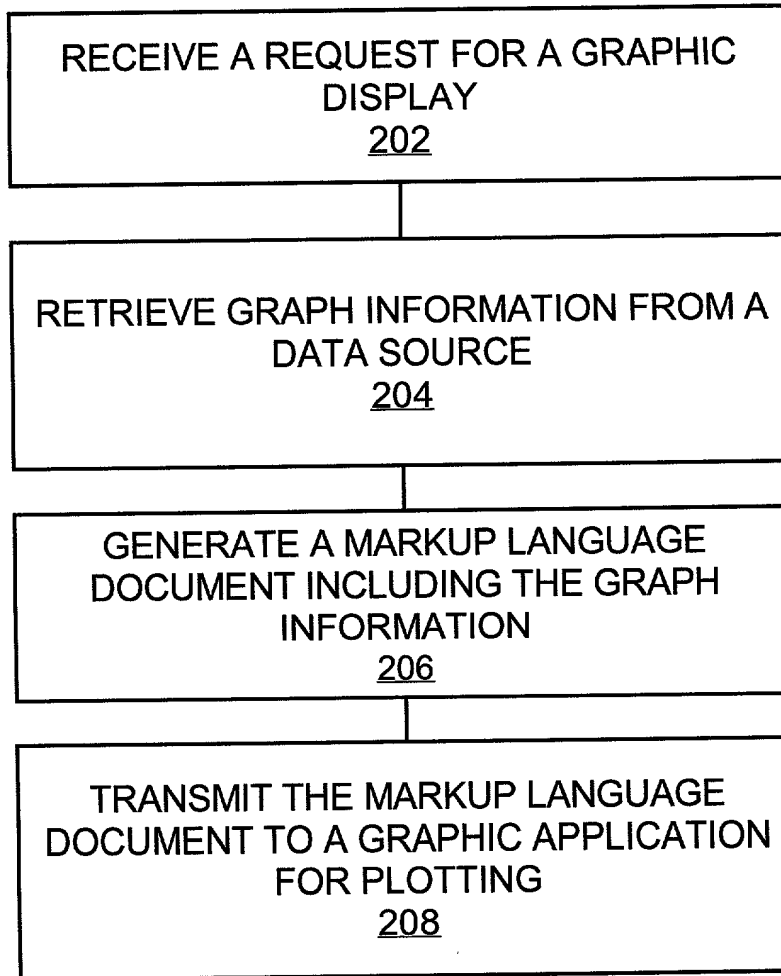 RECEIVE A REQUEST FOR A GRAPHIC
DISPLAY
202
RETRIEVE GRAPH INFORMATION FROM A
DATA SOURCE
204
GENERATE A MARKUP LANGUAGE
DOCUMENT INCLUDING THE GRAPH
INFORMATION
206
TRANSMIT THE MARKUP LANGUAGE
DOCUMENT TO A GRAPHIC APPLICATION
FOR PLOTTING
208